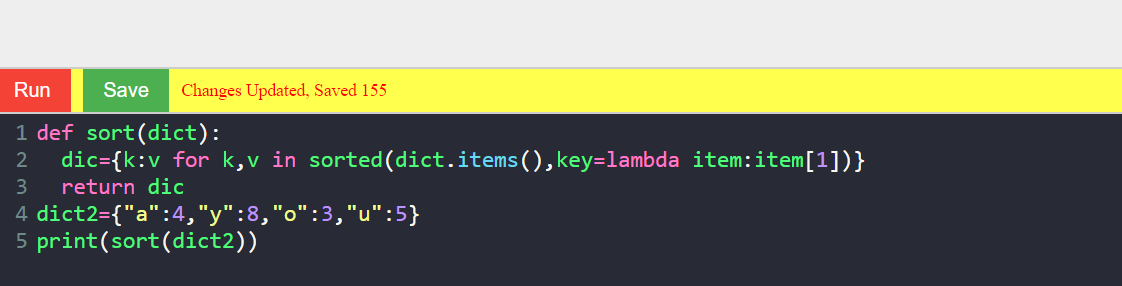 Run Save Changes Updated, Saved 155
1 def sort(dict):
2   dic={k:v for k,v in sorted(dict.items(),key=lambda item:item[1])}
3   return dic
4 dict2={"a":4,"y":8,"o":3,"u":5}
5 print(sort(dict2))